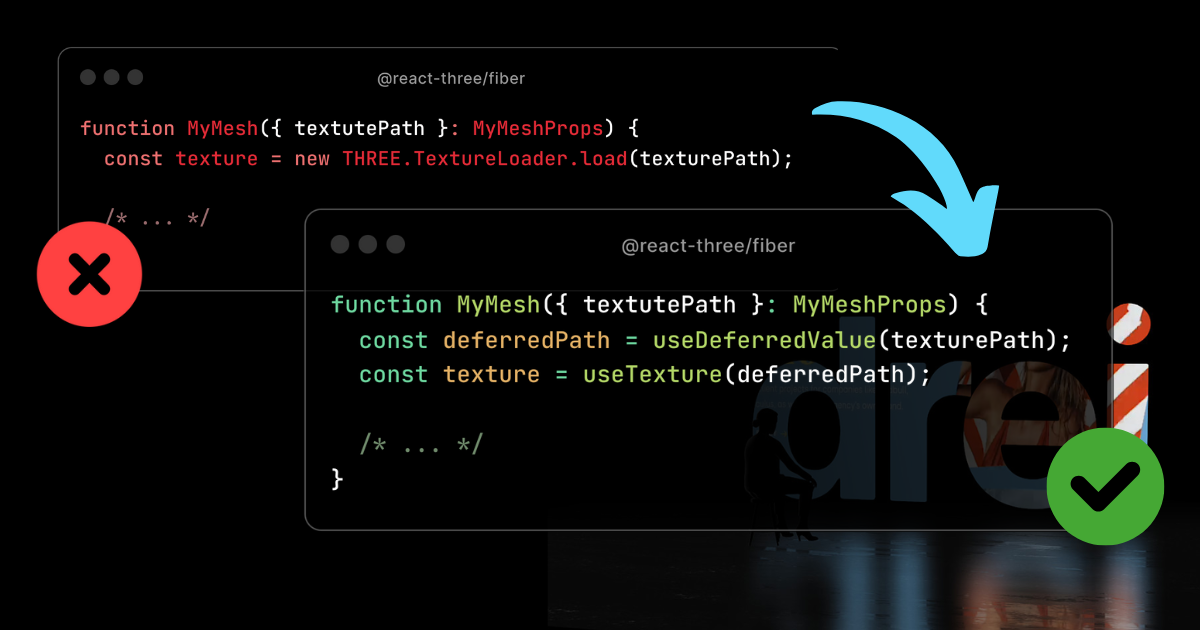 @react-three/fiber
function MyMesh({ textutePath }: MyMeshProps) {
const texture = new THREE.TextureLoader.load(texturePath);
/* ... */
@react-three/fiber
function MyMesh({ textutePath }: MyMeshProps) {
const deferredPath = useDeferredValue(texturePath);
const texture = useTexture(deferredPath);
/* ... */
}
drei